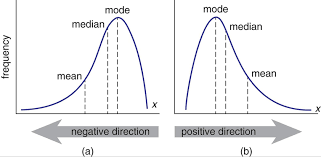 frequency
mode
median
mean
x
negative direction
(a)
mode
median
mean
x
positive direction
(b)